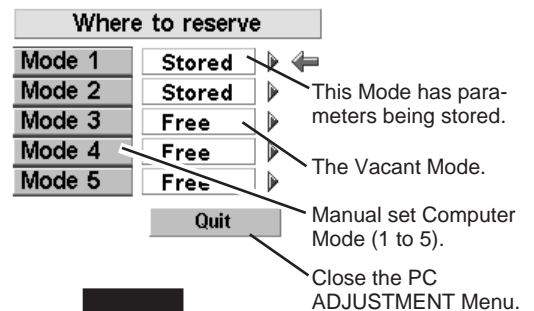 Where to reserve
Mode 1 Stored
Mode 2 Stored
Mode 3 Free
Mode 4 Free
Mode 5 Free
Quit
This Mode has para-
meters being stored.
The Vacant Mode.
Manual set Computer
Mode (1 to 5).
Close the PC
ADJUSTMENT Menu.